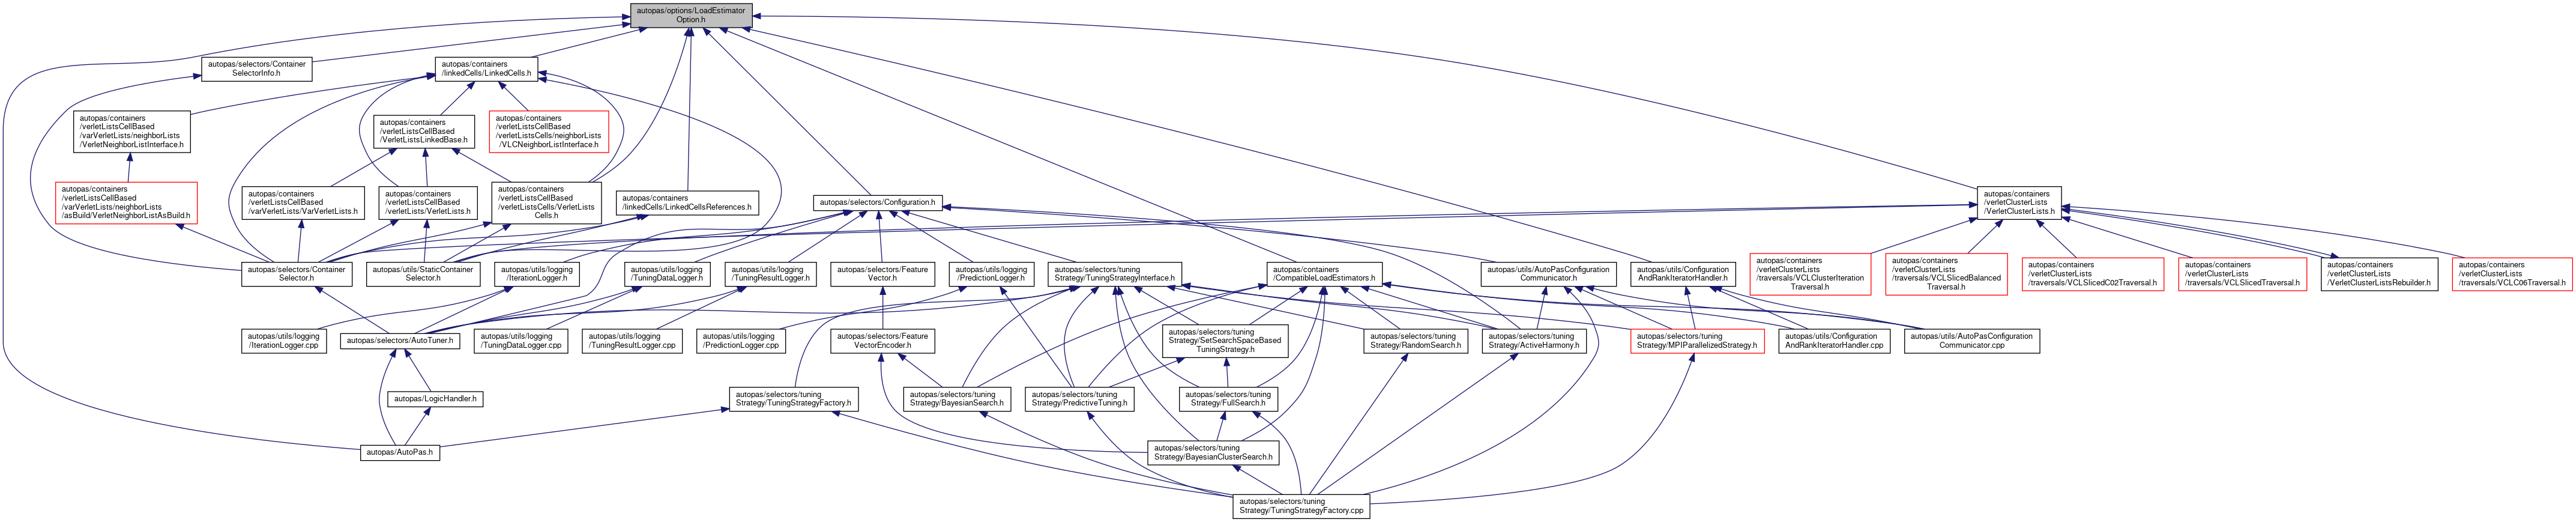 autopas/options/LoadEstimator
Option.h
autopas/selectors/Container
SelectorInfo.h
autopas/containers
/linkedCells/LinkedCells.h
autopas/containers
/verletListsCellBased
/varVerletLists/neighborLists
/VerletNeighborListInterface.h
autopas/containers
/verletListsCellBased
/VerletListsLinkedBase.h
autopas/containers
/verletListsCellBased
/verletListsCells/neighborLists
/VLCNeighborListInterface.h
autopas/containers
/verletListsCellBased
/varVerletLists/neighborLists
/asBuild/VerletNeighborListAsBuild.h
autopas/containers
/verletListsCellBased
/varVerletLists/VarVerletLists.h
autopas/containers
/verletListsCellBased
/verletLists/VerletLists.h
autopas/containers
/verletListsCellBased
/verletListsCells/VerletLists
Cells.h
autopas/containers
/linkedCells/LinkedCellsReferences.h
autopas/selectors/Configuration.h
autopas/containers
/verletClusterLists
/VerletClusterLists.h
autopas/selectors/Container
Selector.h
autopas/utils/StaticContainer
Selector.h
autopas/utils/logging
/IterationLogger.h
autopas/utils/logging
/TuningDataLogger.h
autopas/utils/logging
/TuningResultLogger.h
autopas/selectors/Feature
Vector.h
autopas/utils/logging
/PredictionLogger.h
autopas/selectors/tuning
Strategy/TuningStrategyInterface.h
autopas/containers
/CompatibleLoadEstimators.h
autopas/utils/AutoPasConfiguration
Communicator.h
autopas/utils/Configuration
AndRankIteratorHandler.h
autopas/containers
/verletClusterLists
/traversals/VCLClusterIteration
Traversal.h
autopas/containers
/verletClusterLists
/traversals/VCLSlicedBalanced
Traversal.h
autopas/containers
/verletClusterLists
/traversals/VCLSlicedC02Traversal.h
autopas/containers
/verletClusterLists
/traversals/VCLSlicedTraversal.h
autopas/containers
/verletClusterLists
/VerletClusterListsRebuilder.h
autopas/containers
/verletClusterLists
/traversals/VCLC06Traversal.h
autopas/utils/logging
/IterationLogger.cpp
autopas/selectors/AutoTuner.h
autopas/utils/logging
/TuningDataLogger.cpp
autopas/utils/logging
/TuningResultLogger.cpp
autopas/utils/logging
/PredictionLogger.cpp
autopas/selectors/Feature
VectorEncoder.h
autopas/selectors/tuning
Strategy/SetSearchSpaceBased
TuningStrategy.h
autopas/selectors/tuning
Strategy/RandomSearch.h
autopas/selectors/tuning
Strategy/ActiveHarmony.h
autopas/selectors/tuning
Strategy/MPIParallelizedStrategy.h
autopas/utils/Configuration
AndRankIteratorHandler.cpp
autopas/utils/AutoPasConfiguration
Communicator.cpp
autopas/LogicHandler.h
autopas/selectors/tuning
Strategy/TuningStrategyFactory.h
autopas/selectors/tuning
Strategy/BayesianSearch.h
autopas/selectors/tuning
Strategy/PredictiveTuning.h
autopas/selectors/tuning
Strategy/FullSearch.h
autopas/AutoPas.h
autopas/selectors/tuning
Strategy/BayesianClusterSearch.h
autopas/selectors/tuning
Strategy/TuningStrategyFactory.cpp